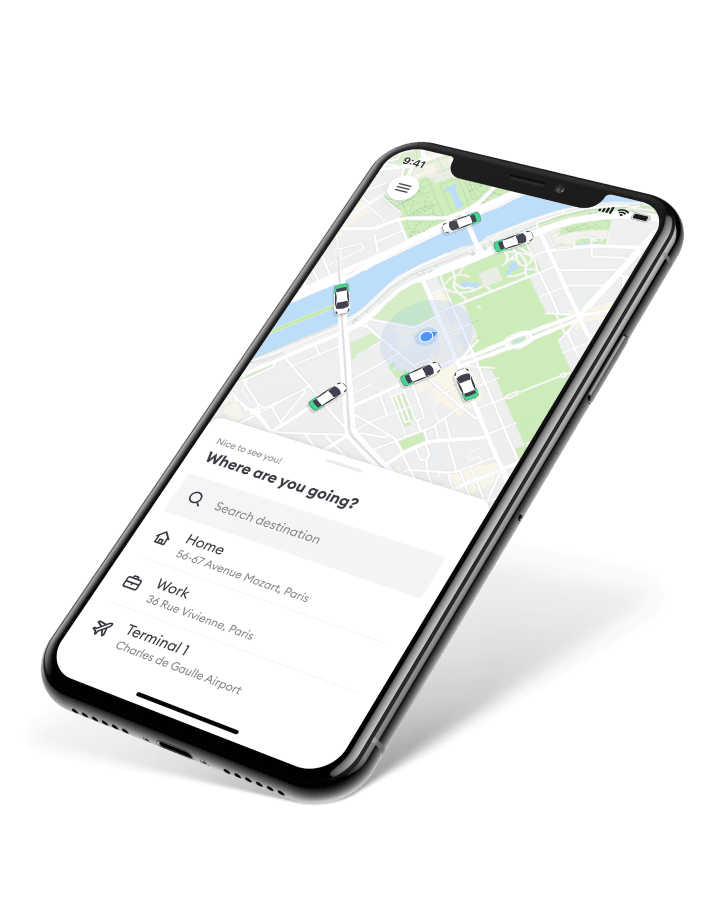 9:41
Nice to see you!
Where are you going?
Search destination
Home
56-67 Avenue Mozart, Paris
Work
36 Rue Vivienne, Paris
Terminal 1
Charles de Gaulle Airport